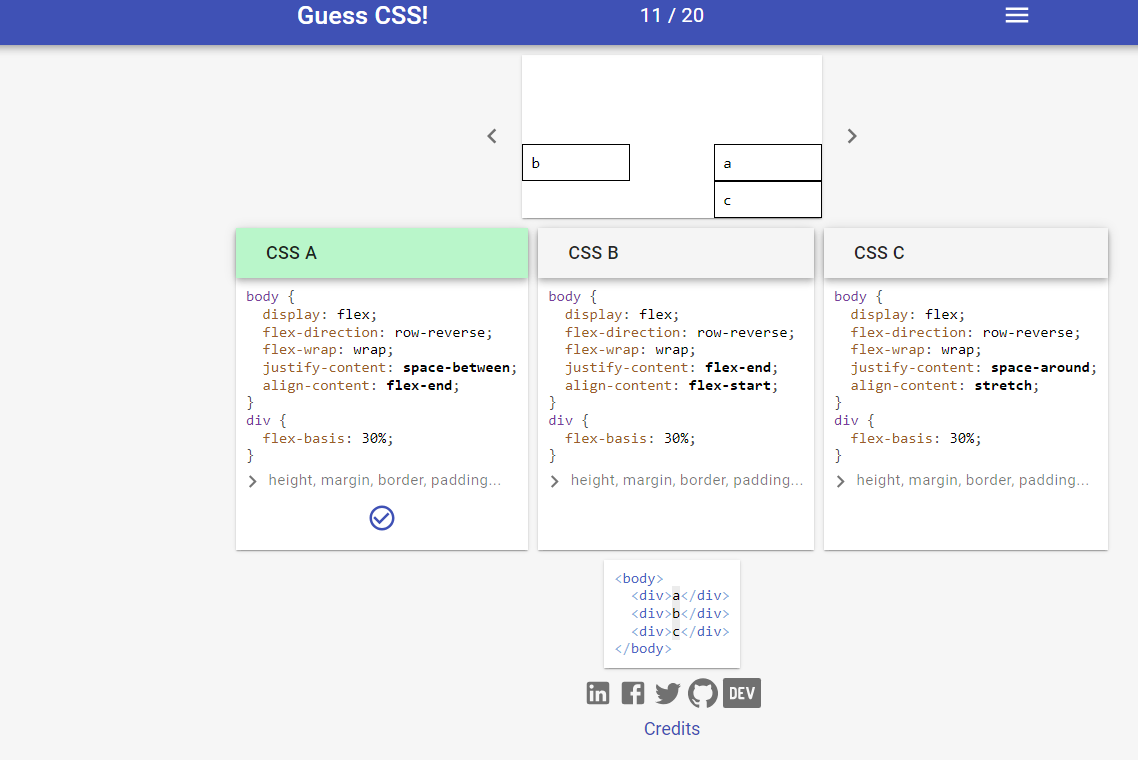 Guess CSS!
11 / 20
b
a
c
CSS A
body {
  display: flex;
  flex-direction: row-reverse;
  flex-wrap: wrap;
  justify-content: space-between;
  align-content: flex-end;
}
div {
  flex-basis: 30%;
}
height, margin, border, padding...
CSS B
body {
  display: flex;
  flex-direction: row-reverse;
  flex-wrap: wrap;
  justify-content: flex-end;
  align-content: flex-start;
}
div {
  flex-basis: 30%;
}
height, margin, border, padding...
CSS C
body {
  display: flex;
  flex-direction: row-reverse;
  flex-wrap: wrap;
  justify-content: space-around;
  align-content: stretch;
}
div {
  flex-basis: 30%;
}
height, margin, border, padding...
<body>
  <div>a</div>
  <div>b</div>
  <div>c</div>
</body>
in f DEV
Credits